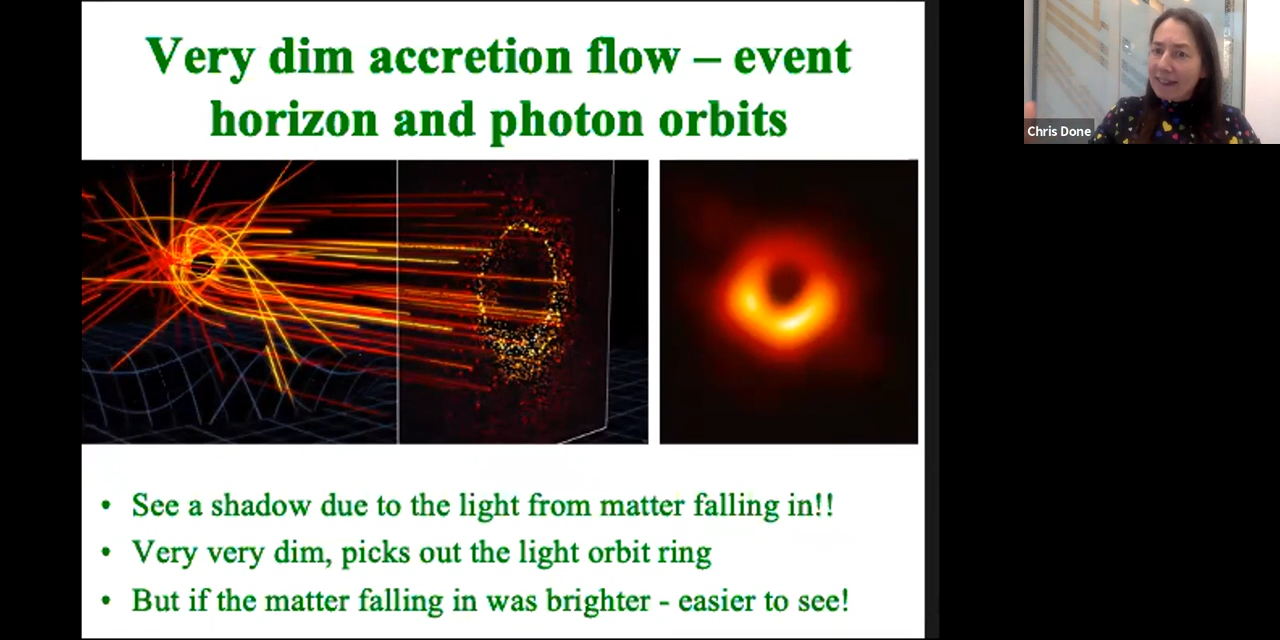 Very dim accretion flow – event
horizon and photon orbits
Chris Done
• See a shadow due to the light from matter falling in!!
• Very very dim, picks out the light orbit ring
• But if the matter falling in was brighter - easier to see!